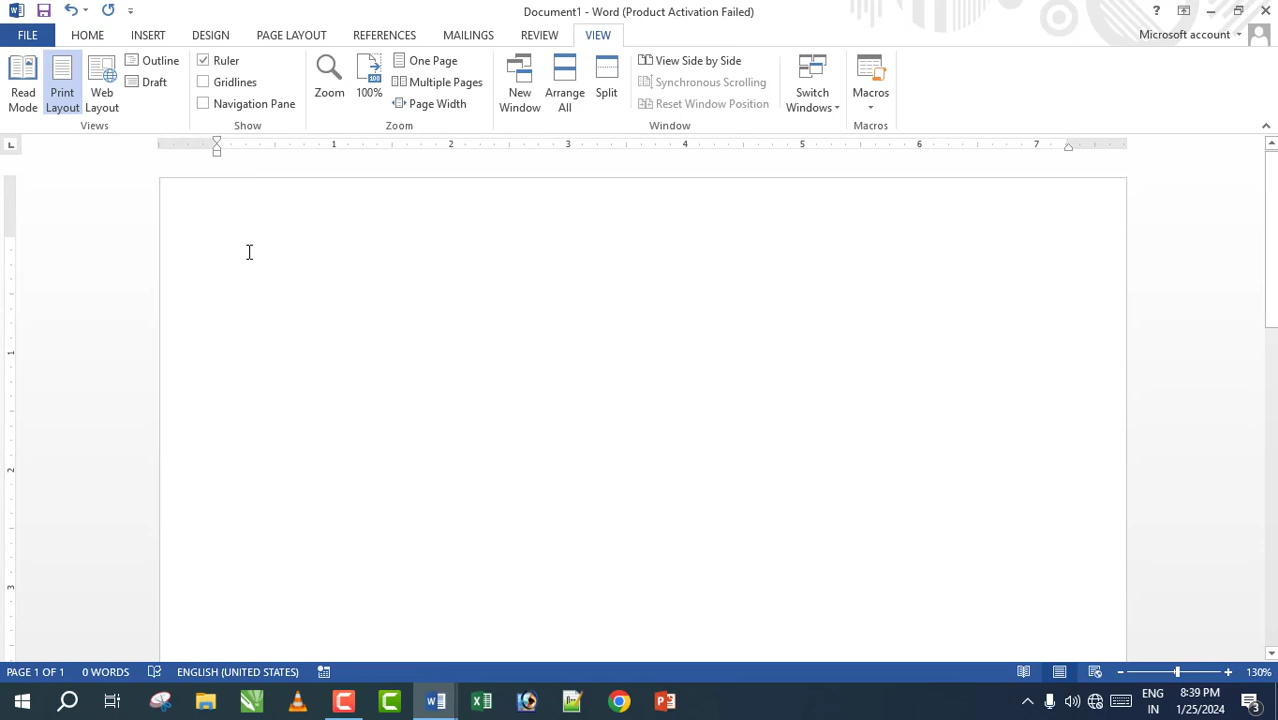 Document1 - Word (Product Activation Failed)
?
FILE HOME INSERT DESIGN PAGE LAYOUT REFERENCES MAILINGS REVIEW VIEW Microsoft account
Read Mode
Print Layout
Web Layout
Outline
Draft
Views
Ruler
Gridlines
Navigation Pane
Show
Zoom
100
100%
One Page
Multiple Pages
Page Width
Zoom
New Window
Arrange All
Split
View Side by Side
Synchronous Scrolling
Reset Window Position
Window
Switch Windows
Macros
Macros
L
1 2 3 4 5 6 7
1
2
3
PAGE 1 OF 1 0 WORDS ENGLISH (UNITED STATES) 130%
ENG
IN
8:39 PM
1/25/2024
3